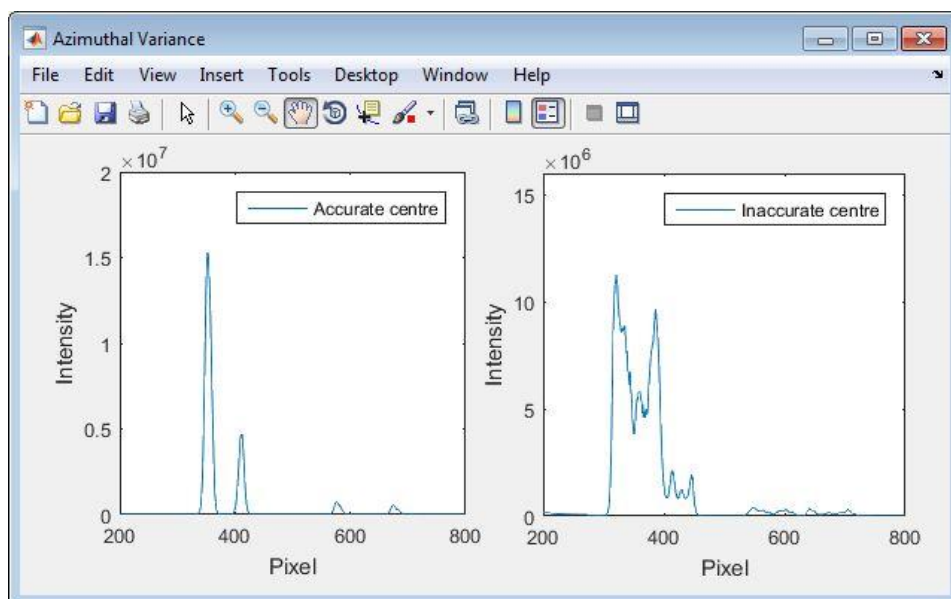 Azimuthal Variance
File Edit View Insert Tools Desktop Window Help
×10^7
2
1.5
1
0.5
0
200 400 600 800
Intensity
Pixel
Accurate centre
×10^6
15
10
5
0
200 400 600 800
Intensity
Pixel
Inaccurate centre